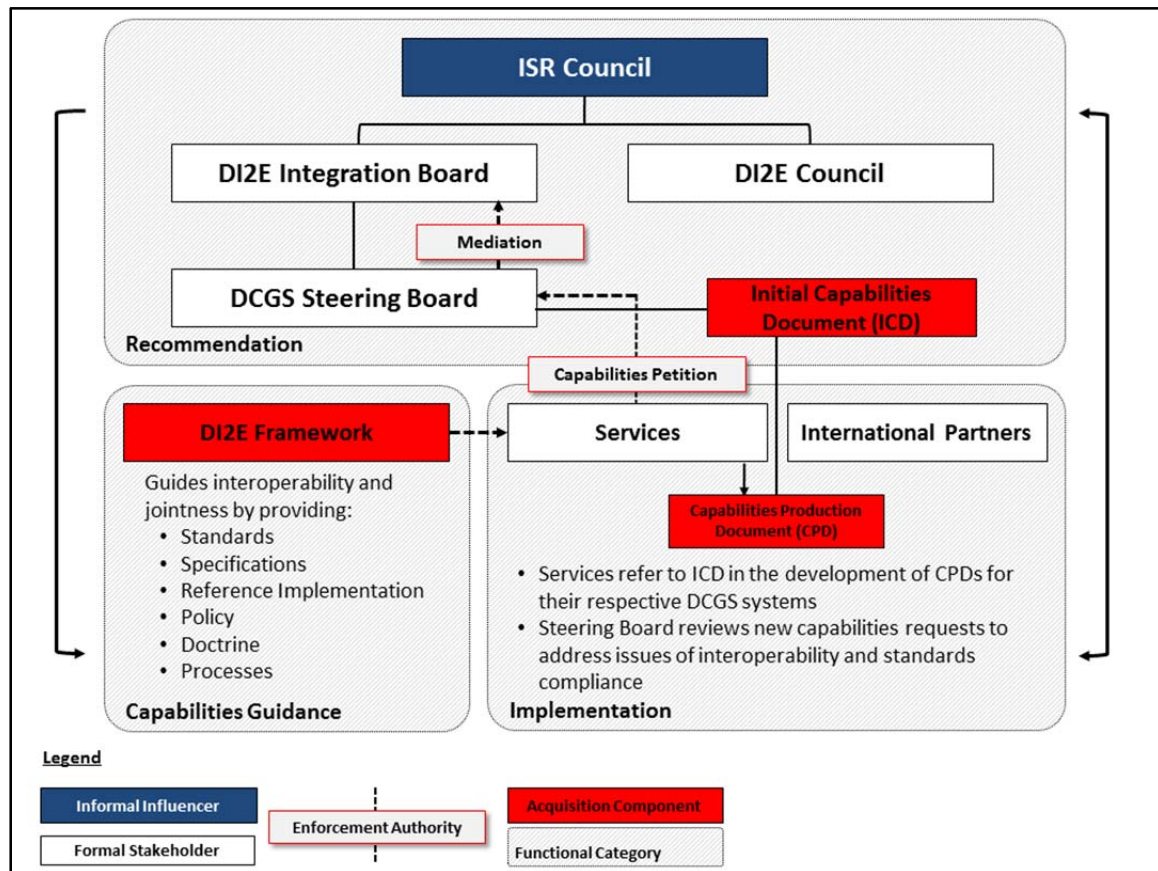 ISR Council
DI2E Integration Board
DI2E Council
Mediation
DCGS Steering Board
Initial Capabilities
Document (ICD)
Recommendation
Capabilities Petition
DI2E Framework
Guides interoperability and
jointness by providing:
• Standards
• Specifications
• Reference Implementation
• Policy
• Doctrine
• Processes
Capabilities Guidance
Services
International Partners
Capabilities Production
Document (CPD)
• Services refer to ICD in the development of CPDs for
their respective DCGS systems
• Steering Board reviews new capabilities requests to
address issues of interoperability and standards
compliance
Implementation
Legend
Informal Influencer
Formal Stakeholder
Enforcement Authority
Acquisition Component
Functional Category